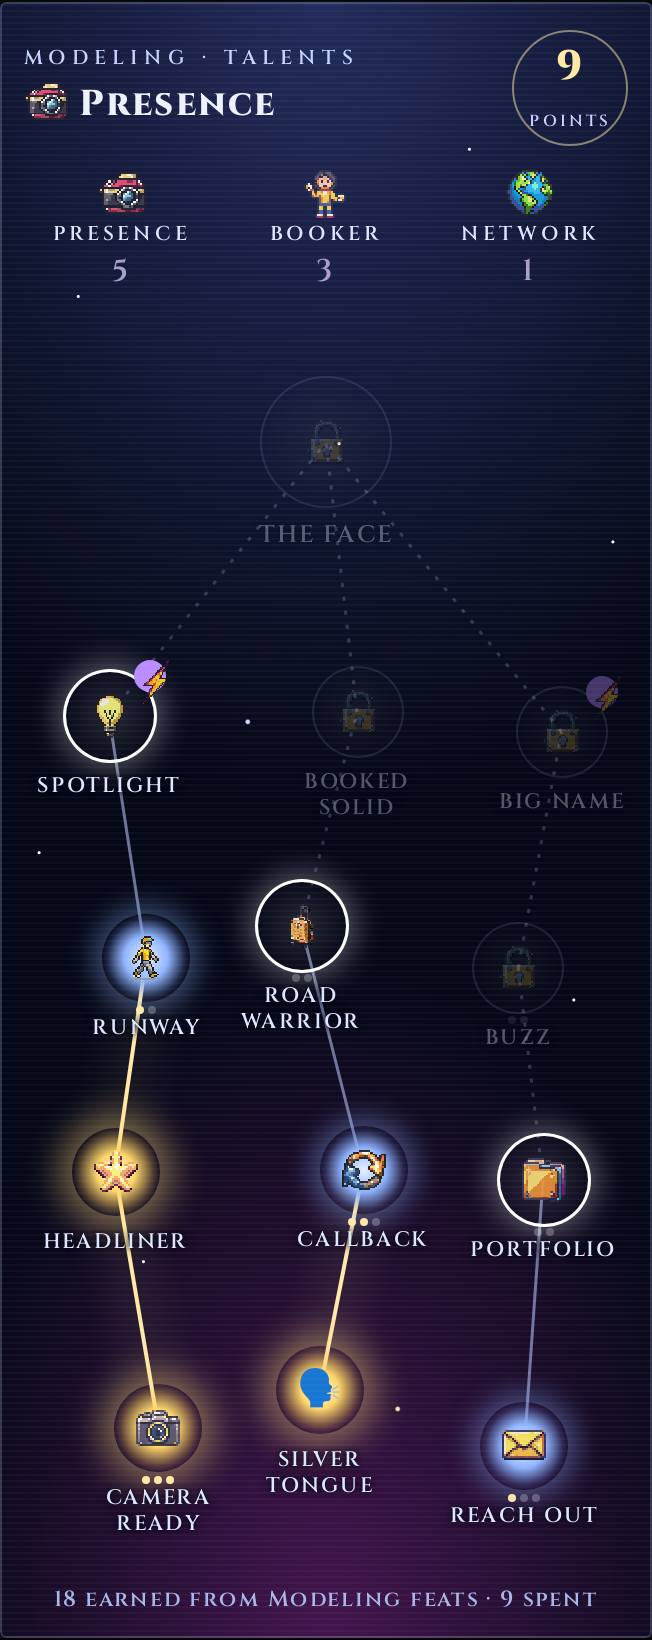 MODELING · TALENTS
PRESENCE
9
POINTS
PRESENCE
BOOKER
NETWORK
5
3
1
THE FACE
SPOTLIGHT
BOOKED
SOLID
BIG NAME
ROAD
WARRIOR
RUNWAY
BUZZ
HEADLINER
CALLBACK
PORTFOLIO
SILVER
TONGUE
CAMERA
READY
REACH OUT
18 EARNED FROM MODELING FEATS · 9 SPENT